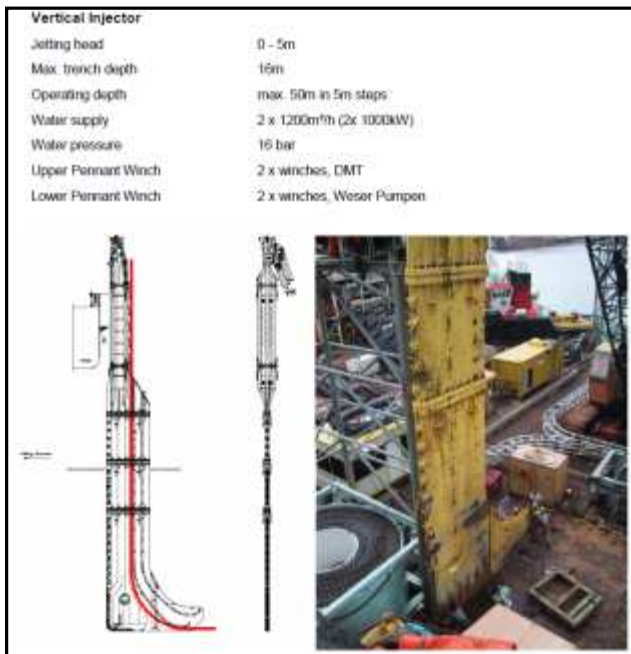 Vertical Injector
Jetting head 0 - 5m
Max. trench depth 16m
Operating depth max. 50m in 5m steps
Water supply 2 x 1200m³/h (2x 1000kW)
Water pressure 16 bar
Upper Pennant Winch 2 x winches, DMT
Lower Pennant Winch 2 x winches, Weser Pumpen